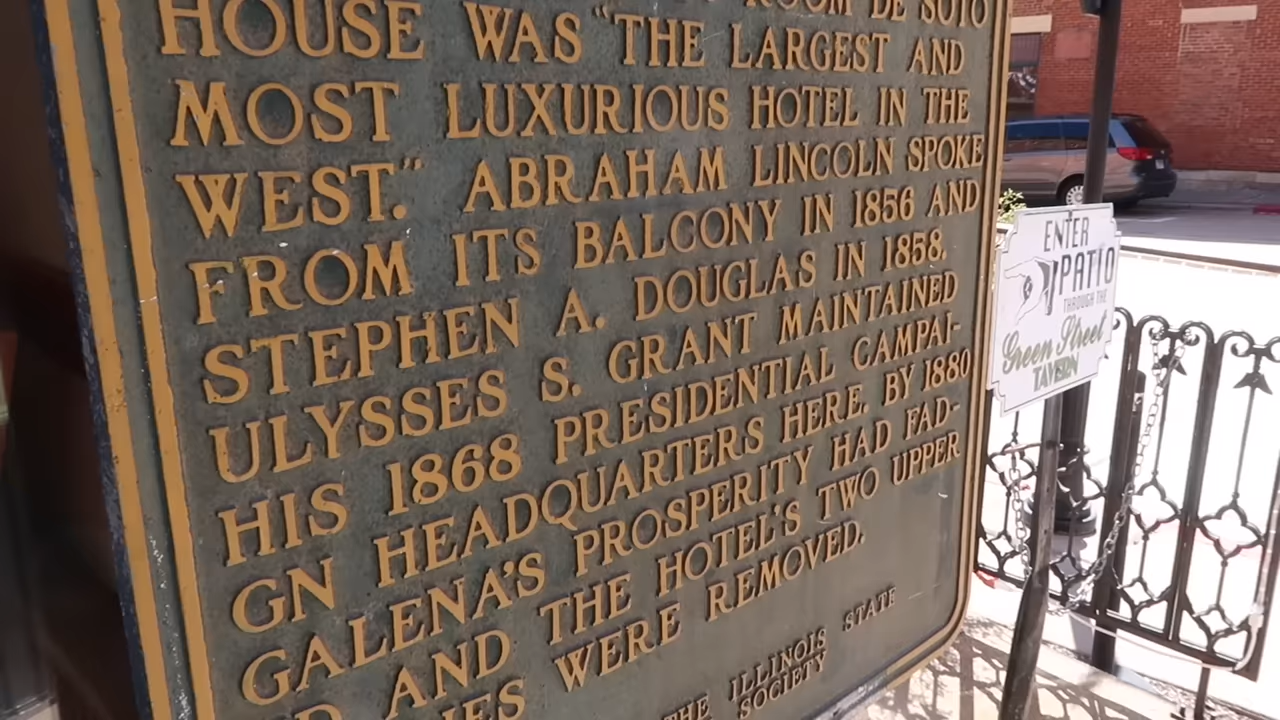 ROOM DE SOTO
HOUSE WAS "THE LARGEST AND
MOST LUXURIOUS HOTEL IN THE
WEST." ABRAHAM LINCOLN SPOKE
FROM ITS BALCONY IN 1856 AND
STEPHEN A. DOUGLAS IN 1858.
ULYSSES S. GRANT MAINTAINED
HIS 1868 PRESIDENTIAL CAMPAI-
GN HEADQUARTERS HERE. BY 1880
GALENA'S PROSPERITY HAD FAD-
AND THE HOTEL'S TWO UPPER
WERE REMOVED.
THE ILLINOIS STATE
SOCIETY
ENTER
PATIO
THROUGH THE
Green Street
TAVERN